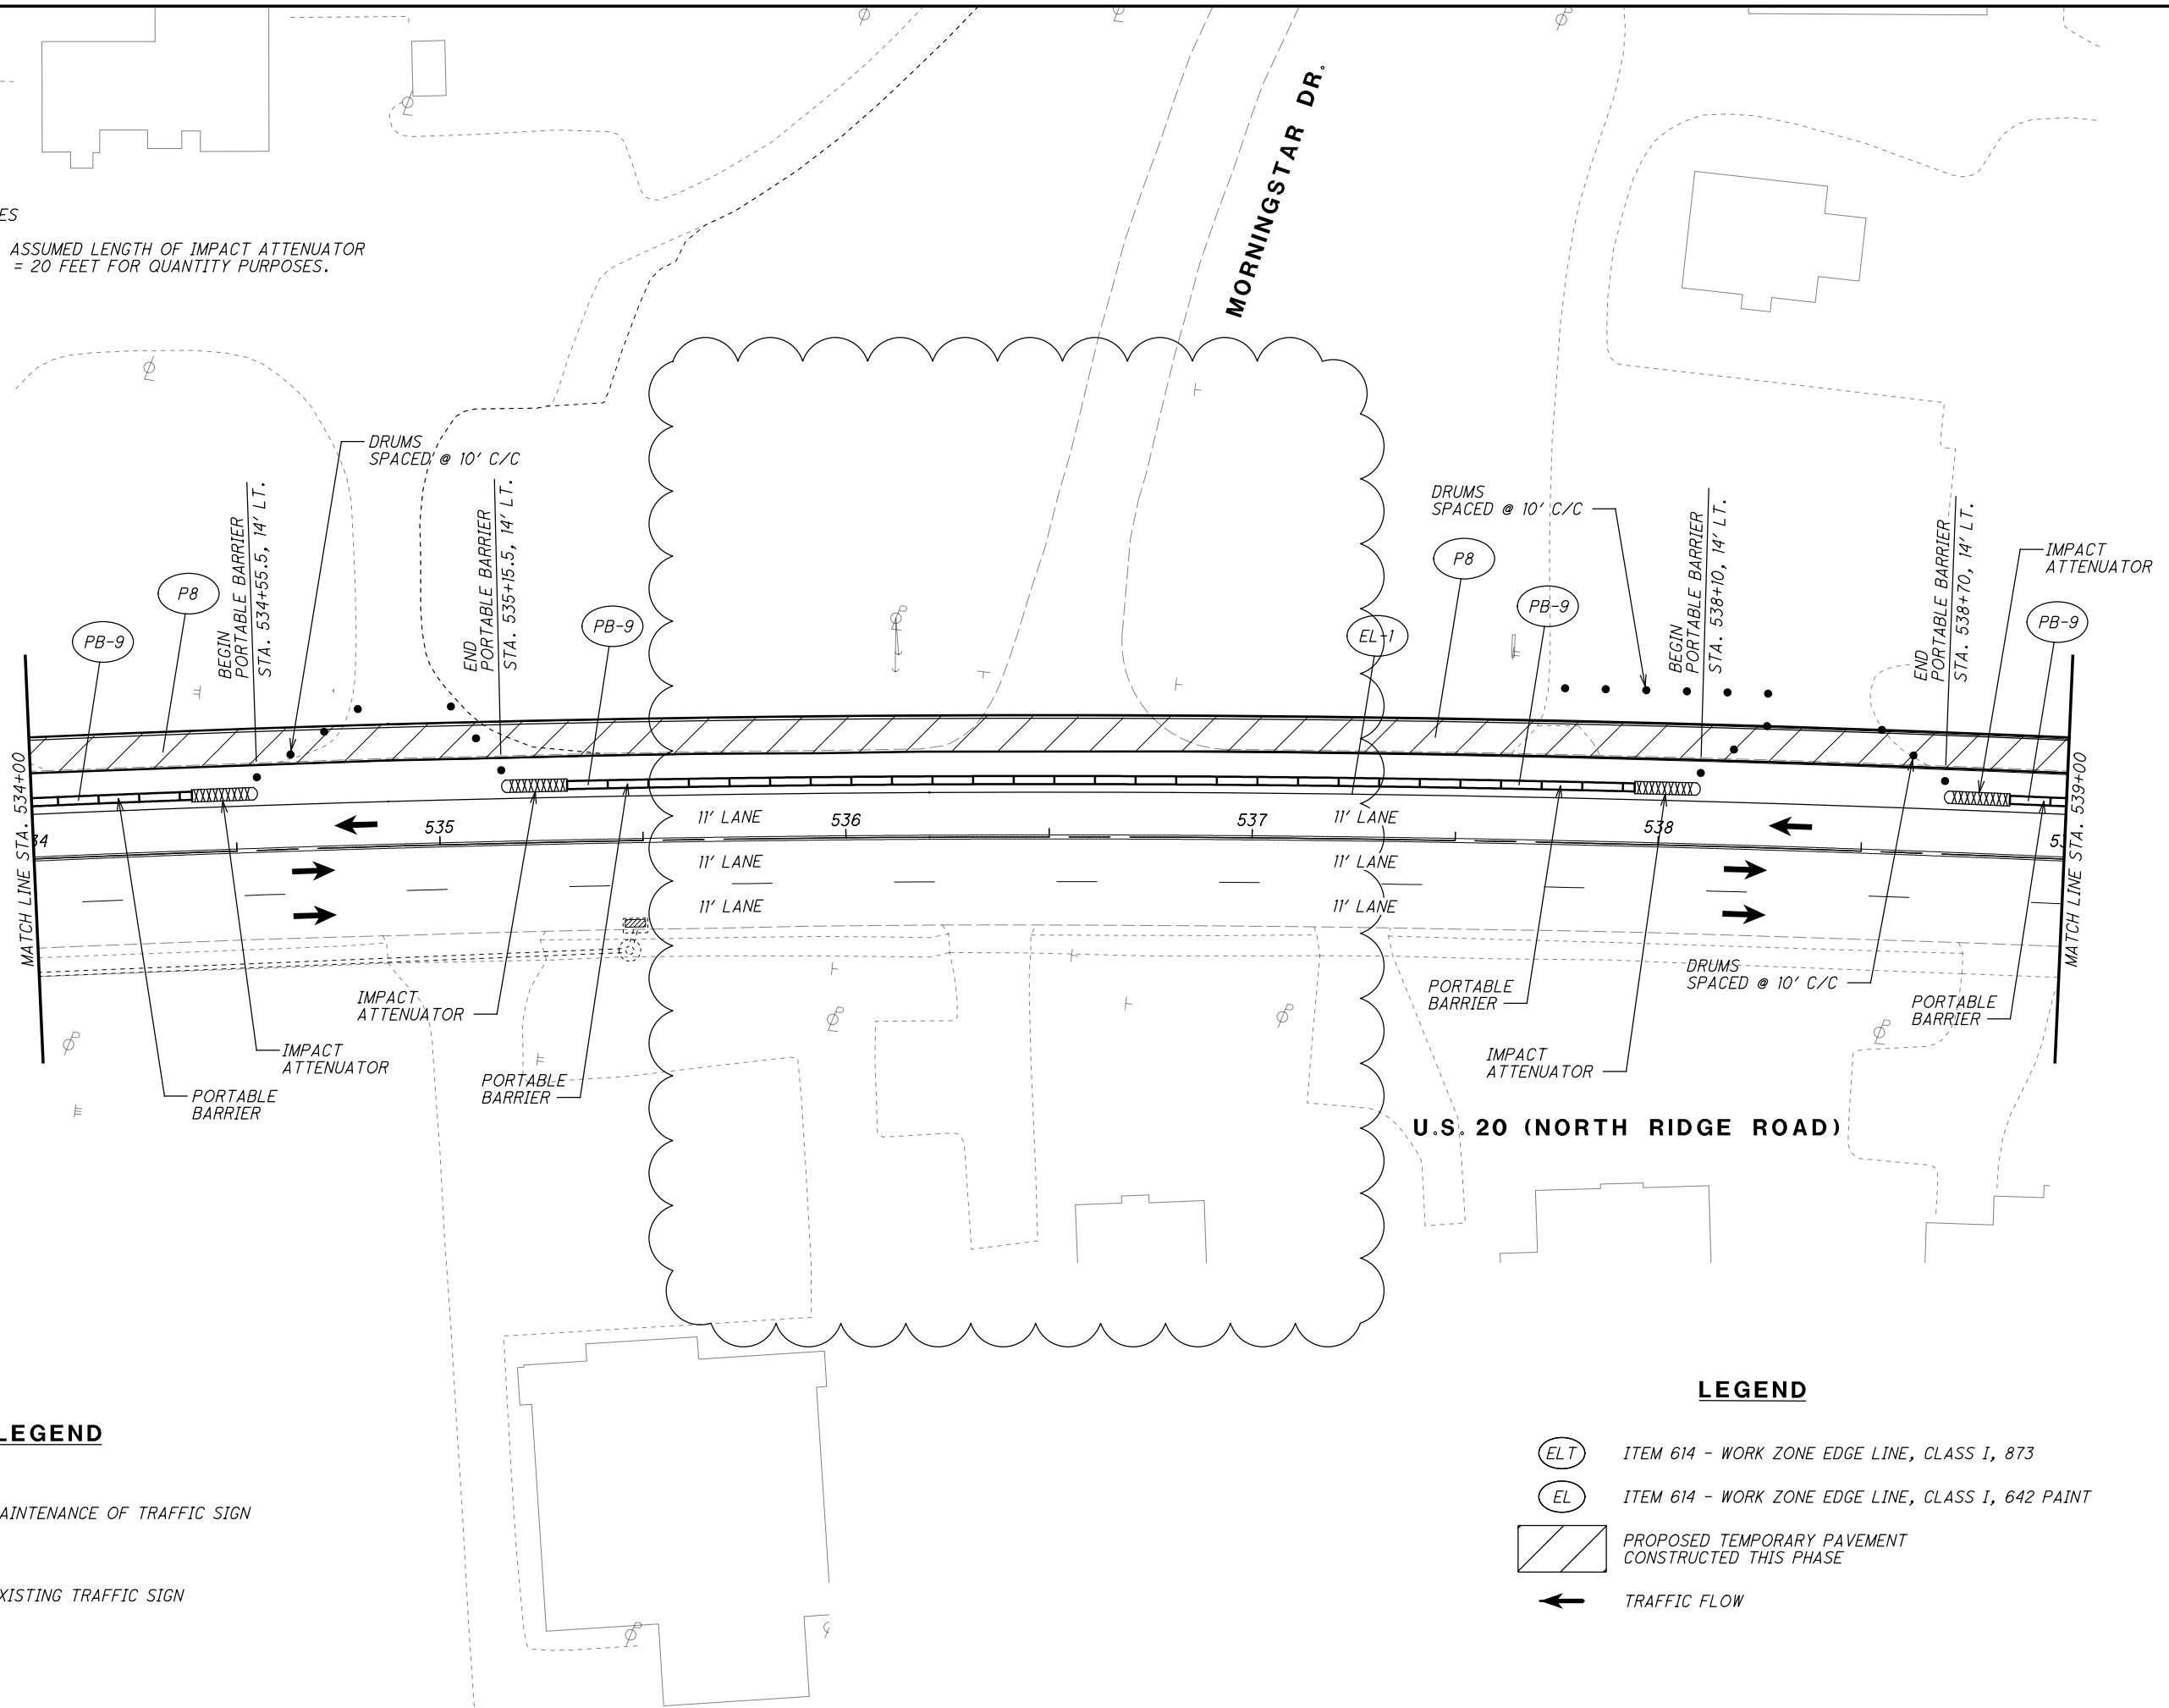 MORNINGSTAR DR.
ES
ASSUMED LENGTH OF IMPACT ATTENUATOR
= 20 FEET FOR QUANTITY PURPOSES.
DRUMS
SPACED @ 10' C/C
BEGIN
PORTABLE BARRIER
STA. 534+55.5, 14' LT.
END
PORTABLE BARRIER
STA. 535+15.5, 14' LT.
DRUMS
SPACED @ 10' C/C
BEGIN
PORTABLE BARRIER
STA. 538+10, 14' LT.
END
PORTABLE BARRIER
STA. 538+70, 14' LT.
IMPACT
ATTENUATOR
PB-9
P8
PB-9
EL-1
P8
PB-9
PB-9
MATCH LINE STA. 534+00
34
535
11' LANE
536
537
11' LANE
538
53
MATCH LINE STA. 539+00
11' LANE
11' LANE
11' LANE
11' LANE
IMPACT
ATTENUATOR
IMPACT
ATTENUATOR
PORTABLE
BARRIER
PORTABLE
BARRIER
PORTABLE
BARRIER
DRUMS
SPACED @ 10' C/C
PORTABLE
BARRIER
IMPACT
ATTENUATOR
U.S. 20 (NORTH RIDGE ROAD)
LEGEND
AINTENANCE OF TRAFFIC SIGN
XISTING TRAFFIC SIGN
LEGEND
ELT ITEM 614 - WORK ZONE EDGE LINE, CLASS I, 873
EL ITEM 614 - WORK ZONE EDGE LINE, CLASS I, 642 PAINT
PROPOSED TEMPORARY PAVEMENT
CONSTRUCTED THIS PHASE
TRAFFIC FLOW